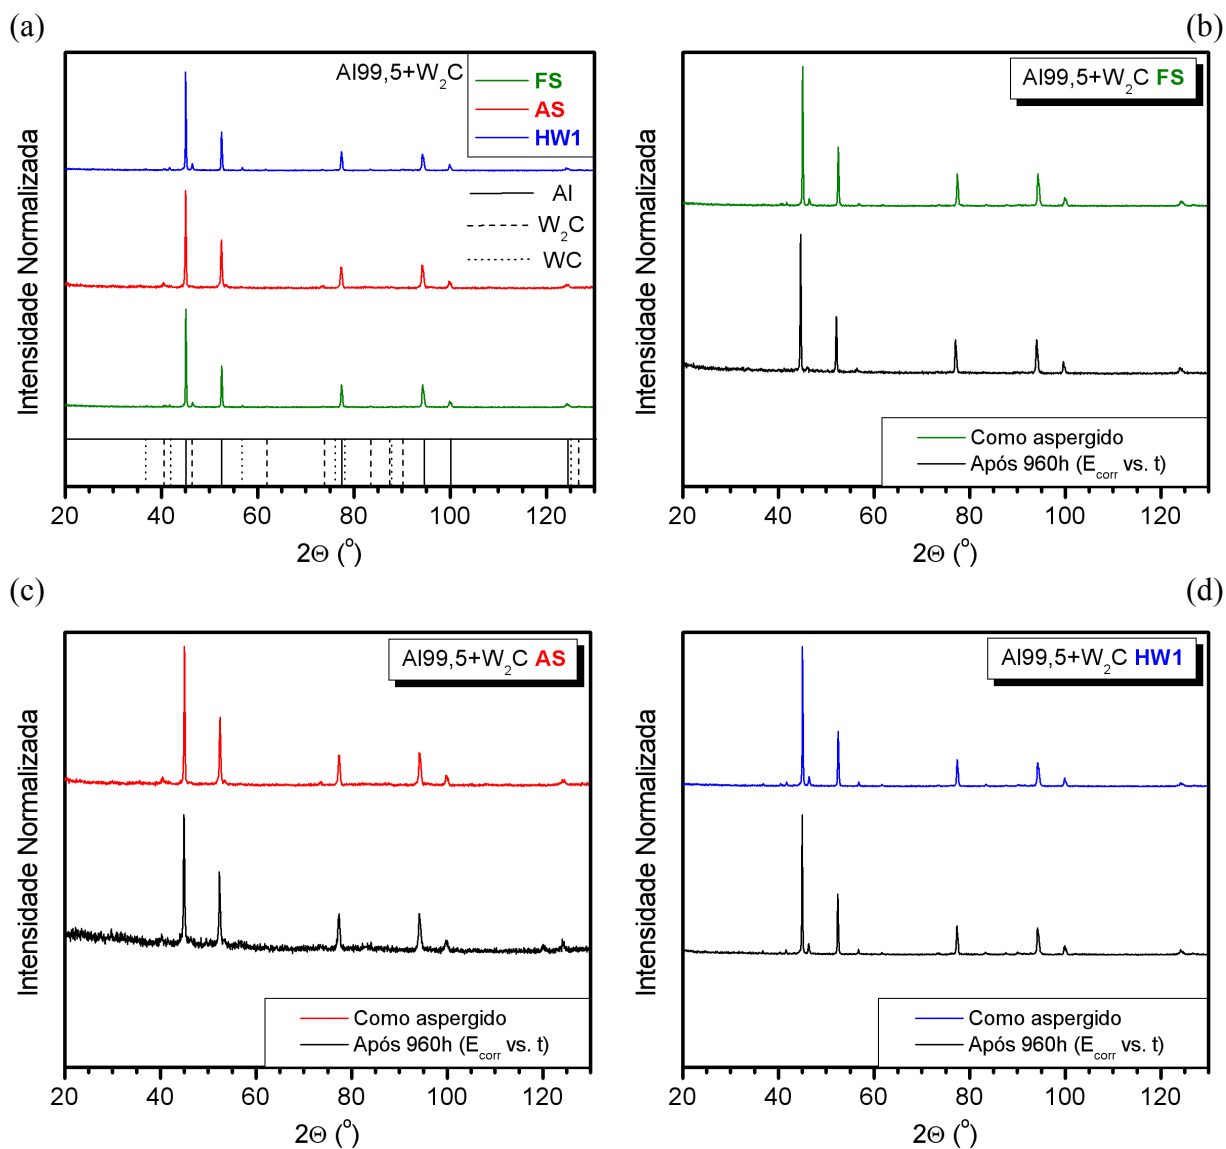 (a)
Al99,5+W₂C
FS
AS
HW1
Al
W₂C
WC
Intensidade Normalizada
20 40 60 80 100 120
2Θ (°)
(b)
Al99,5+W₂C FS
Intensidade Normalizada
Como aspergido
Após 960h (E_corr vs. t)
20 40 60 80 100 120
2Θ (°)
(c)
Al99,5+W₂C AS
Intensidade Normalizada
Como aspergido
Após 960h (E_corr vs. t)
20 40 60 80 100 120
2Θ (°)
(d)
Al99,5+W₂C HW1
Intensidade Normalizada
Como aspergido
Após 960h (E_corr vs. t)
20 40 60 80 100 120
2Θ (°)